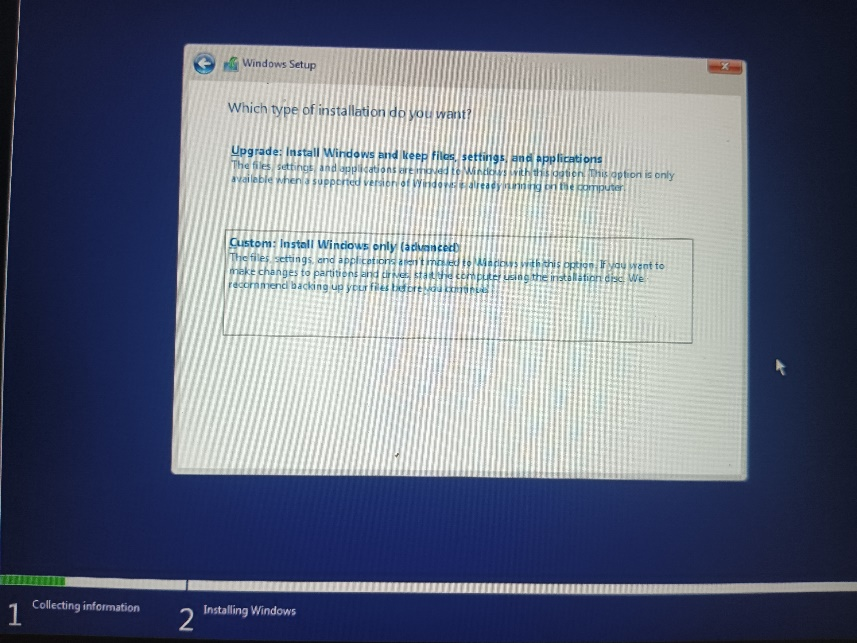 Windows Setup
Which type of installation do you want?
Upgrade: Install Windows and keep files, settings, and applications
The files, settings, and applications are moved to Windows with this option. This option is only
available when a supported version of Windows is already running on the computer.
Custom: Install Windows only (advanced)
The files, settings, and applications aren't moved to Windows with this option. If you want to
make changes to partitions and drives, start the computer using the installation disc. We
recommend backing up your files before you continue.
1 Collecting information
2 Installing Windows